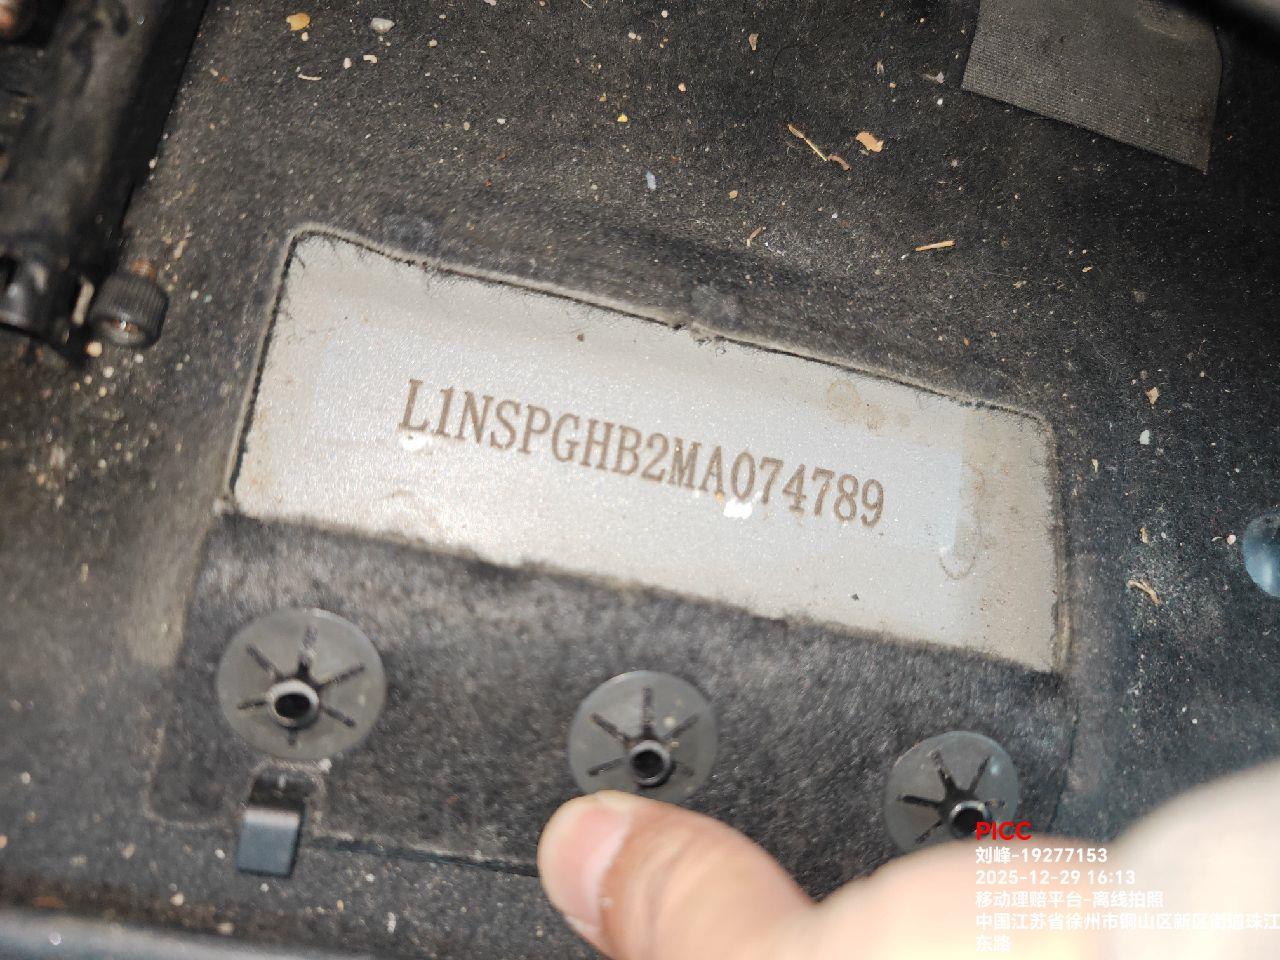 L1NSPGHB2MA074789
PICC
刘峰-19277153
2025-12-29 16:13
移动理赔平台-离线拍照
中国江苏省徐州市铜山区新区街道珠江
东路